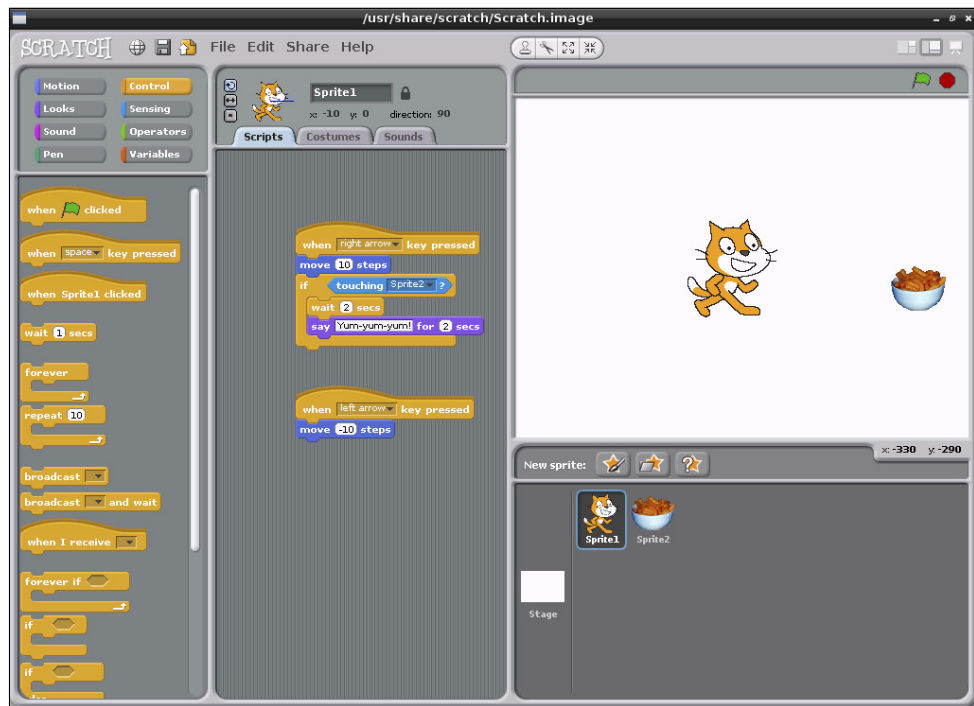 /usr/share/scratch/Scratch.image
SCRATCH File Edit Share Help
Motion Control
Looks Sensing
Sound Operators
Pen Variables
when clicked
when space key pressed
when Sprite1 clicked
wait 1 secs
forever
repeat 10
broadcast
broadcast and wait
when I receive
forever if
if
if
Sprite1
x: -10 y: 0 direction: 90
Scripts Costumes Sounds
when right arrow key pressed
move 10 steps
if touching Sprite2 ?
wait 2 secs
say Yum-yum-yum! for 2 secs
when left arrow key pressed
move -10 steps
x: -330 y: -290
New sprite:
Sprite1 Sprite2
Stage